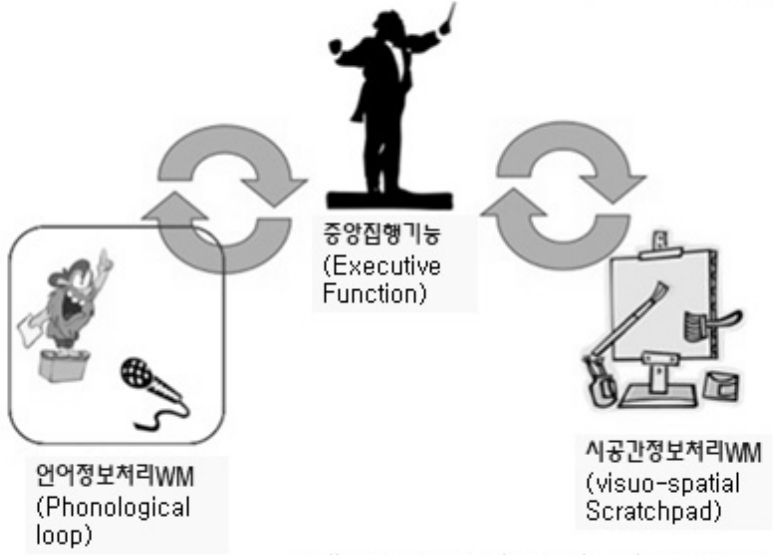 중앙집행기능
(Executive
Function)
언어정보처리WM
(Phonological
loop)
시공간정보처리WM
(visuo-spatial
Scratchpad)